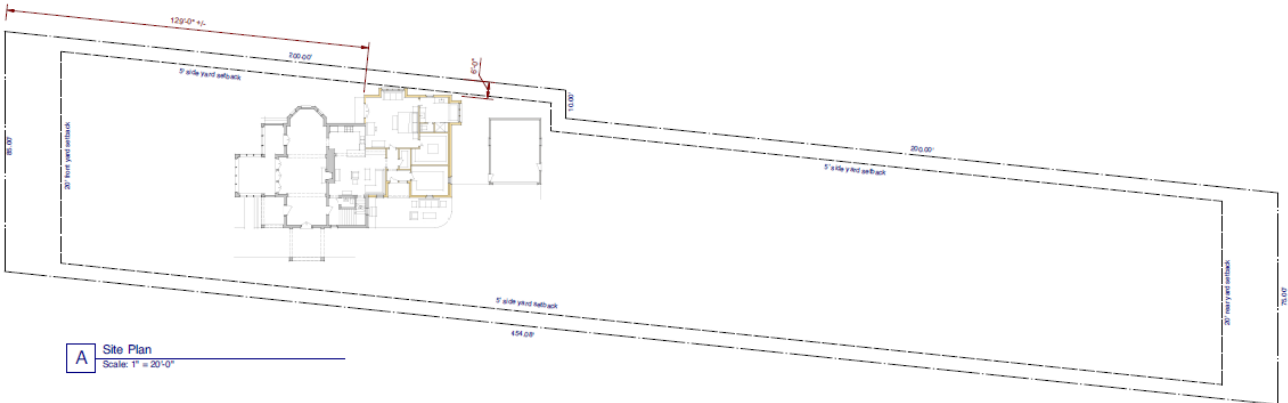 129'-0" +/-
200.00'
5' side yard setback
6'-0"
10.00'
85.00'
20' front yard setback
200.00'
5' side yard setback
5' side yard setback
454.08'
20' rear yard setback
75.00'
A
Site Plan
Scale: 1" = 20'-0"